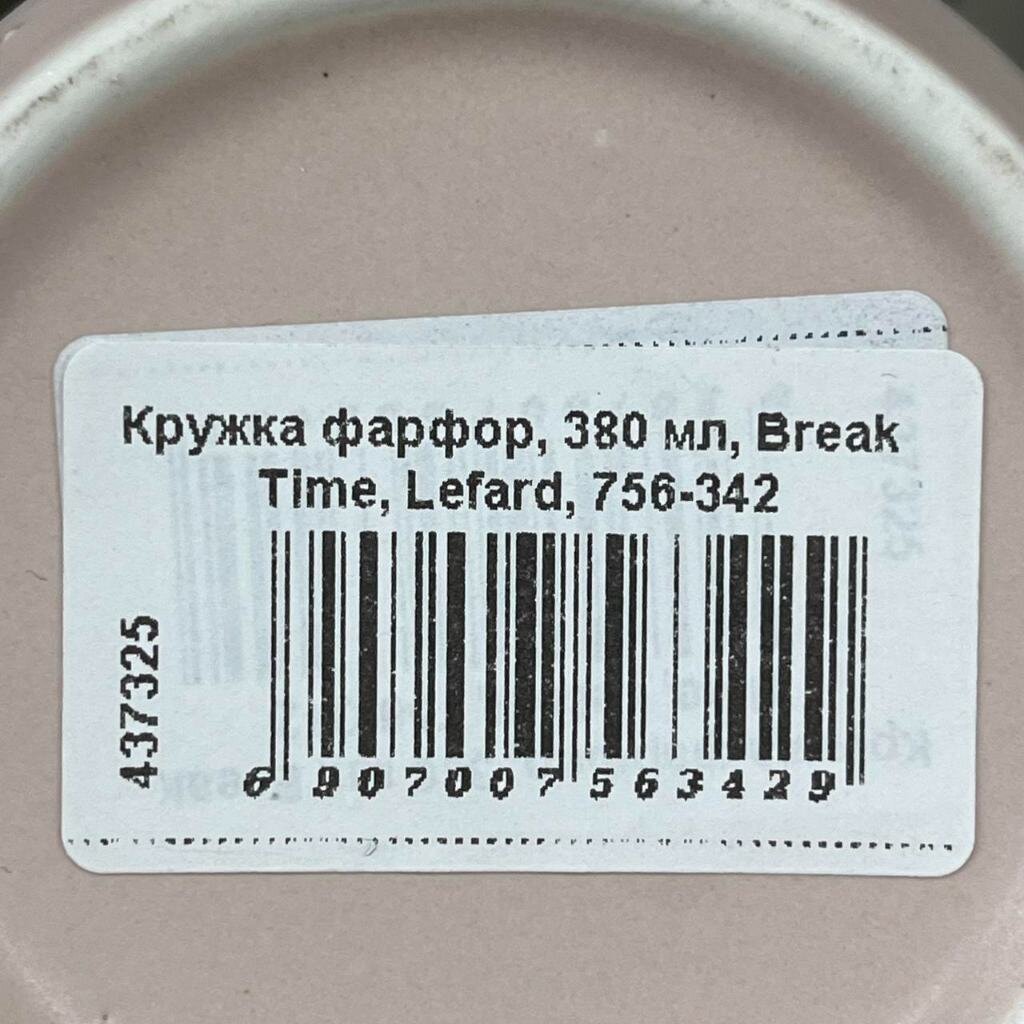 Кружка фарфор, 380 мл, Break
Time, Lefard, 756-342
437325
6 907007 563429